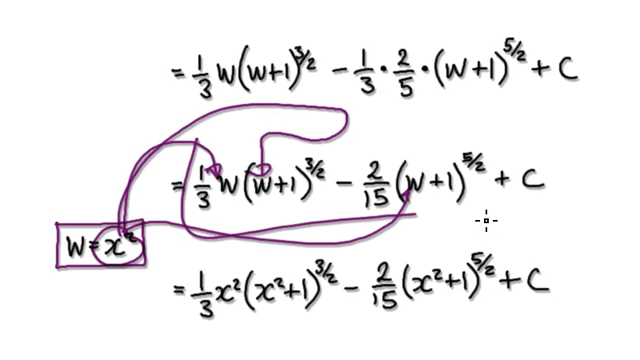 = 1/3 W(W+1)^3/2 − 1/3 • 2/5 • (W+1)^5/2 + C
= 1/3 W(W+1)^3/2 − 2/15 (W+1)^5/2 + C
W = x²
= 1/3 x²(x²+1)^3/2 − 2/15 (x²+1)^5/2 + C